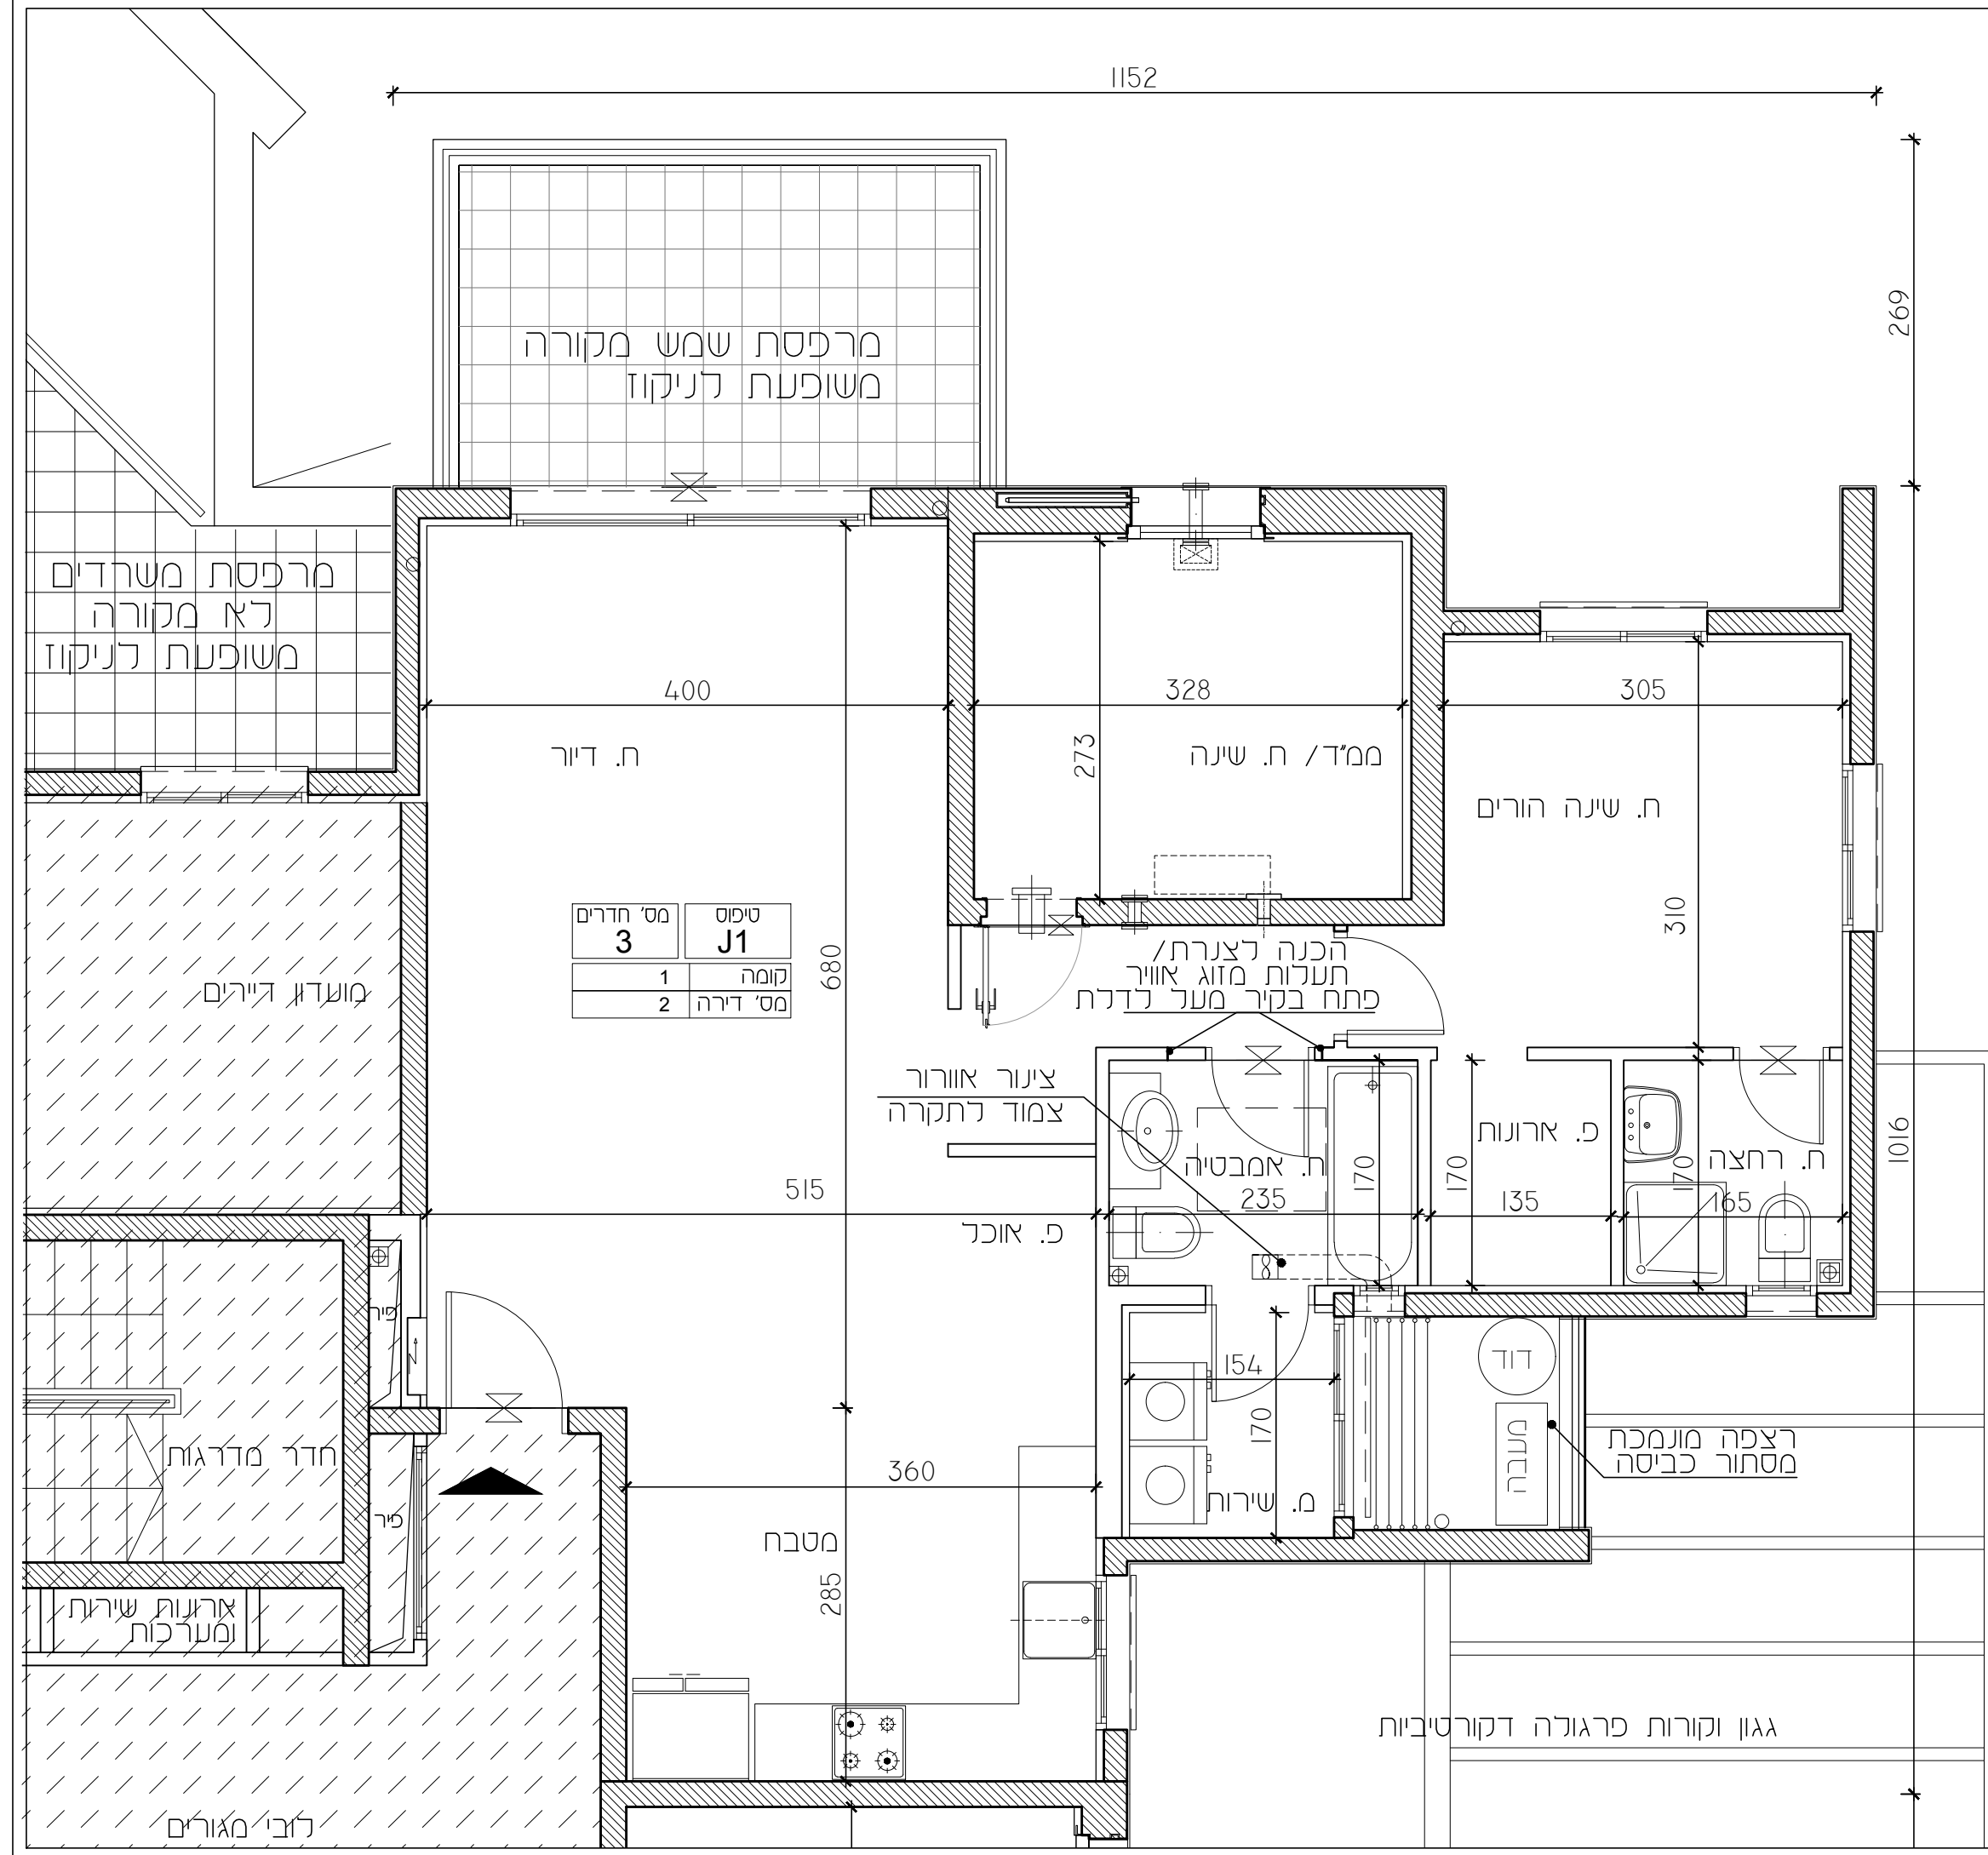 1152
269
מרפסת שמש מקורה
משופעת לניקוז
מרפסת משרדים
לא מקורה
משופעת לניקוז
400
328
305
273
ח. דיור
ממ"ד/ ח. שינה
ח. שינה הורים
310
טיפוס
J1
מס' חדרים
3
קומה 1
מס' דירה 2
680
מועדון דיירים
הכנה לצנרת/
תעלות מזוג אוויר
פתח בקיר מעל לדלת
צינור אוורור
צמוד לתקרה
1016
פ. ארונות
ח. רחצה
ח. אמבטיה
170
170
170
515
235
135
165
פ. אוכל
פיר
154
170
דוד
מעבה
רצפה מונמכת
מסתור כביסה
חדר מדרגות
360
מ. שירות
פיר
מטבח
285
ארונות שירות
ומערכות
גגון וקורות פרגולה דקורטיביות
לובי מגורים